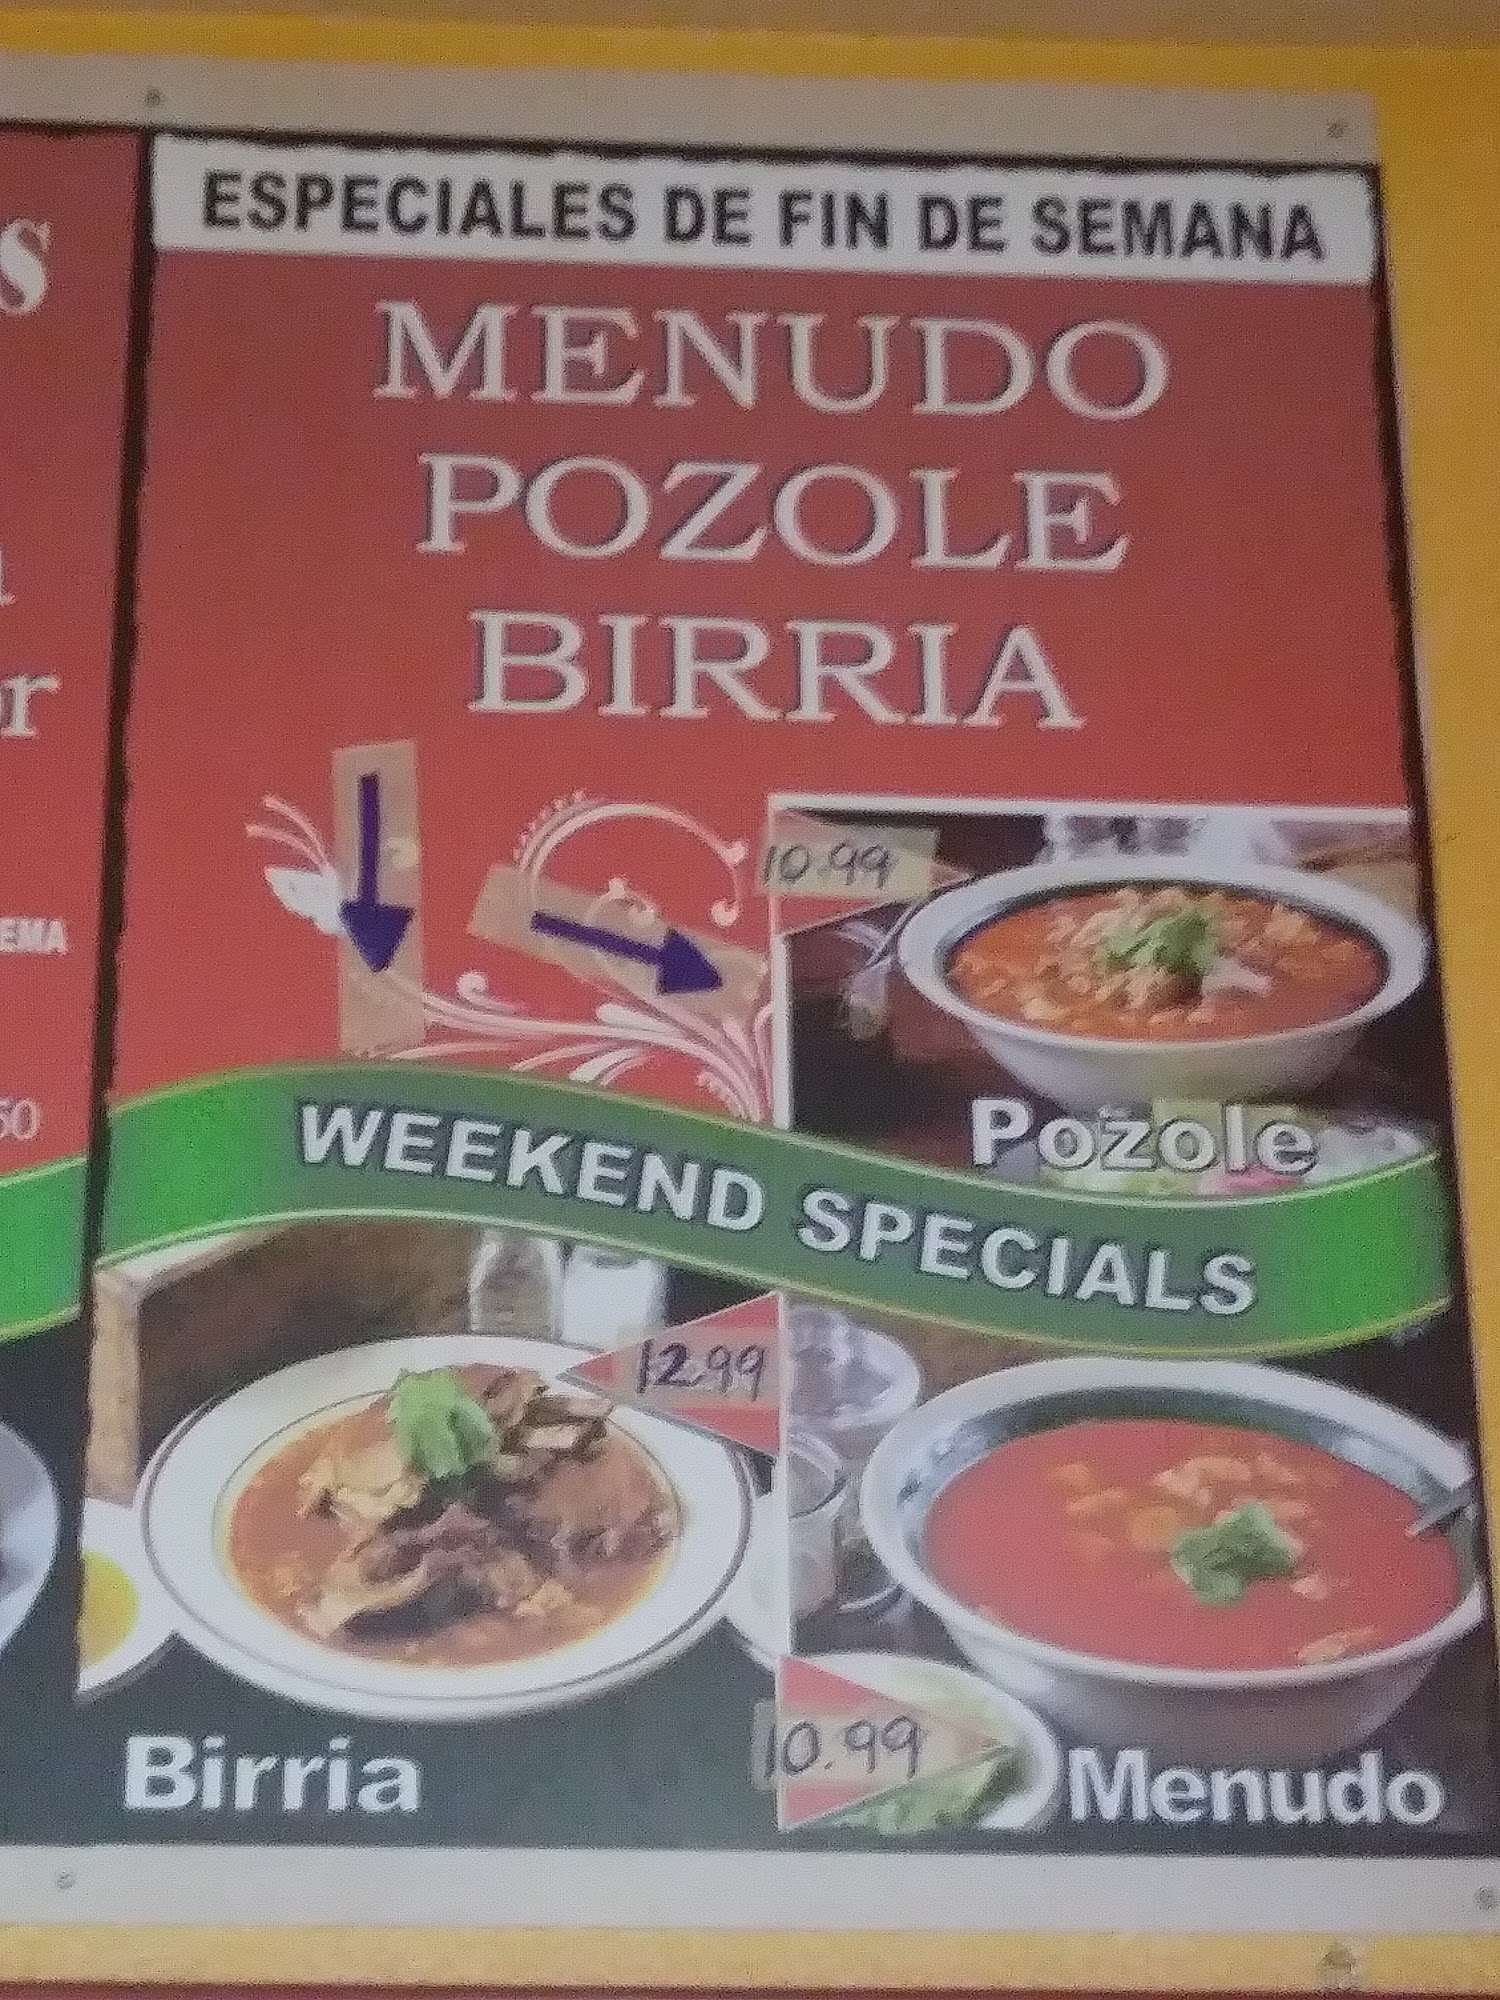 ESPECIALES DE FIN DE SEMANA
MENUDO
POZOLE
BIRRIA
10.99
Pozole
WEEKEND SPECIALS
12.99
Birria
10.99
Menudo